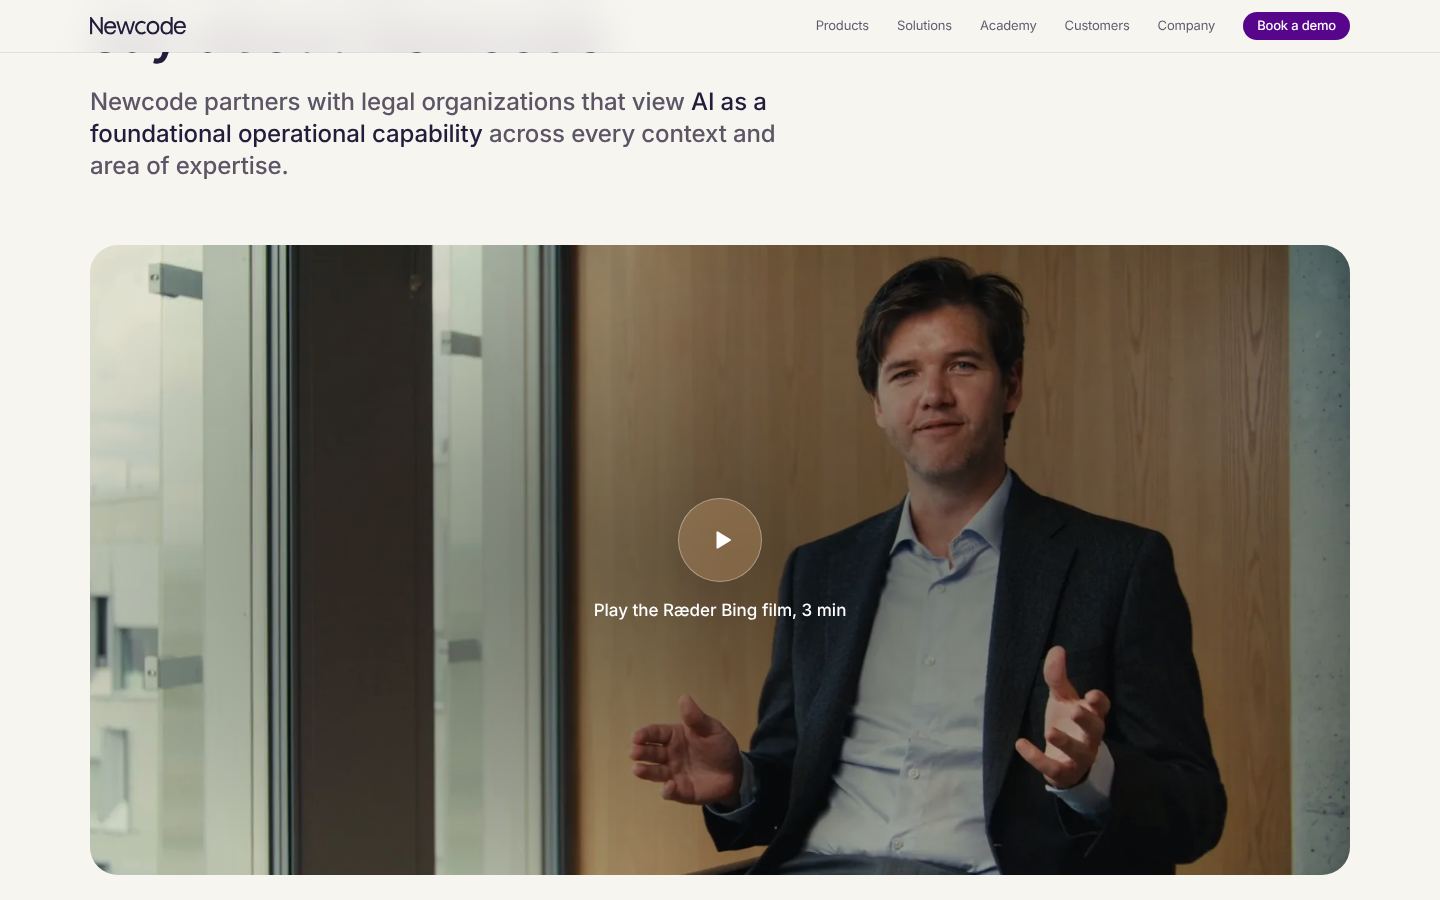 Newcode
Products
Solutions
Academy
Customers
Company
Book a demo
Newcode partners with legal organizations that view AI as a
foundational operational capability across every context and
area of expertise.
Play the Ræder Bing film, 3 min